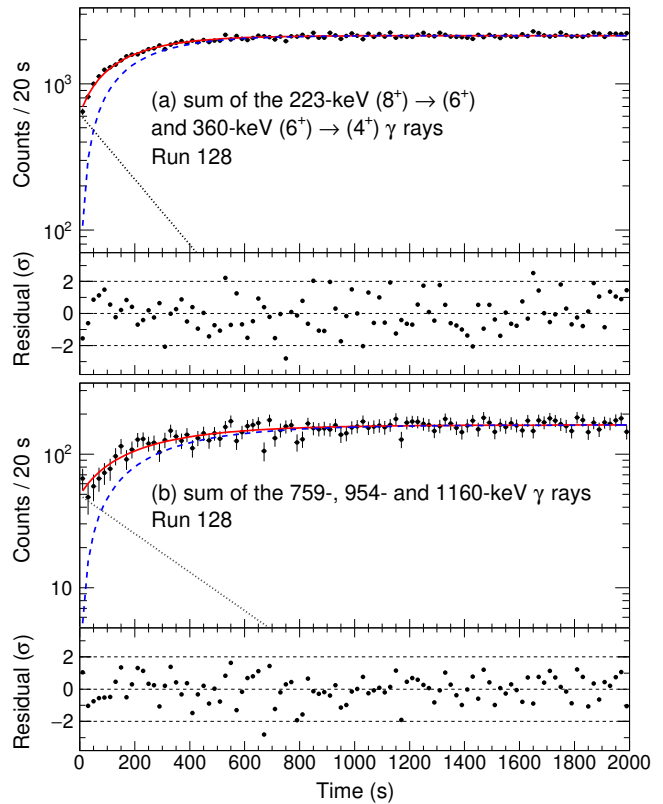 10³
10²
Counts / 20 s
(a) sum of the 223-keV (8⁺) → (6⁺)
and 360-keV (6⁺) → (4⁺) γ rays
Run 128
2
0
−2
Residual (σ)
10²
10
Counts / 20 s
(b) sum of the 759-, 954- and 1160-keV γ rays
Run 128
2
0
−2
Residual (σ)
0 200 400 600 800 1000 1200 1400 1600 1800 2000
Time (s)